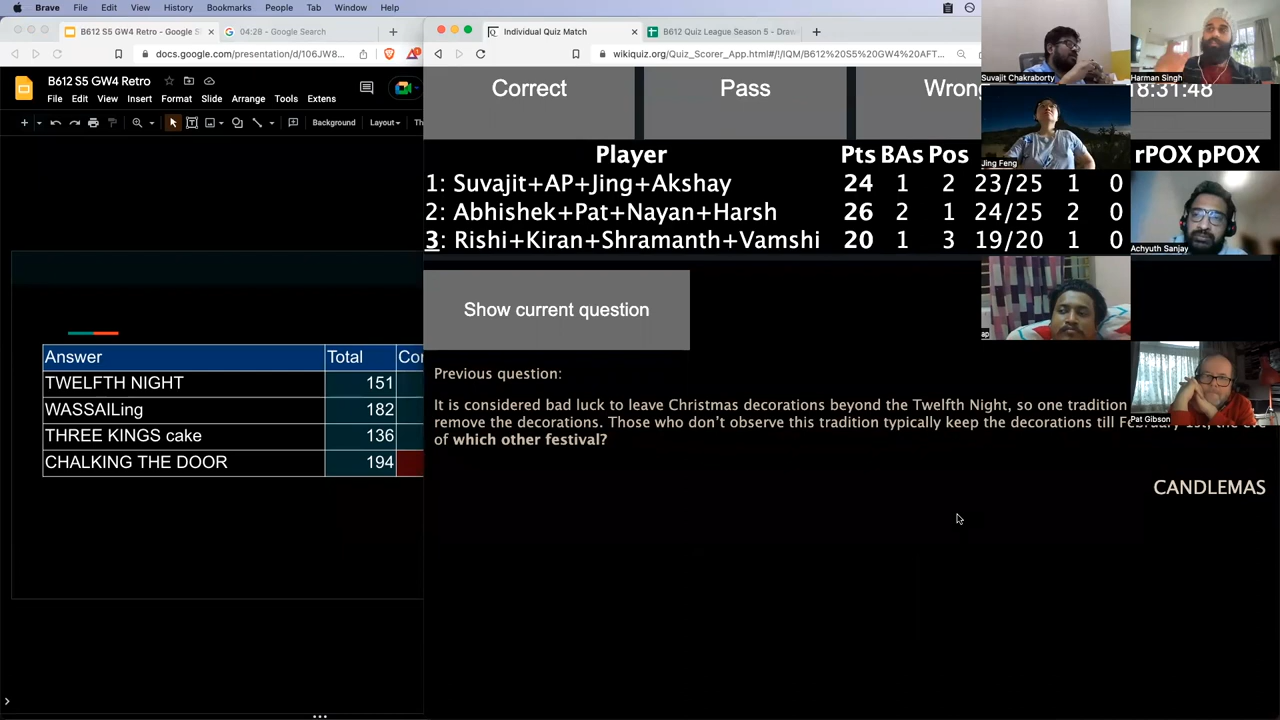 Brave File Edit View History Bookmarks People Tab Window Help
B612 S5 GW4 Retro - Google S
04:28 - Google Search
docs.google.com/presentation/d/106JW8...
B612 S5 GW4 Retro
File Edit View Insert Format Slide Arrange Tools Extens
Background Layout
Answer Total
TWELFTH NIGHT 151
WASSAILing 182
THREE KINGS cake 136
CHALKING THE DOOR 194
Individual Quiz Match
B612 Quiz League Season 5 - Draw
wikiquiz.org/Quiz_Scorer_App.html#/!/IQM/B612%20S5%20GW4%20AFT...
Correct Pass
18:31:48
Player Pts BAs Pos rPOX pPOX
1: Suvajit+AP+Jing+Akshay 24 1 2 23/25 1 0
2: Abhishek+Pat+Nayan+Harsh 26 2 1 24/25 2 0
3: Rishi+Kiran+Shramanth+Vamshi 20 1 3 19/20 1 0
Show current question
Previous question:
It is considered bad luck to leave Christmas decorations beyond the Twelfth Night, so one tradition
remove the decorations. Those who don't observe this tradition typically keep the decorations till
of which other festival?
CANDLEMAS
Suvajit Chakraborty
Harman Singh
Jing Feng
Achyuth Sanjay
ap
Pat Gibson